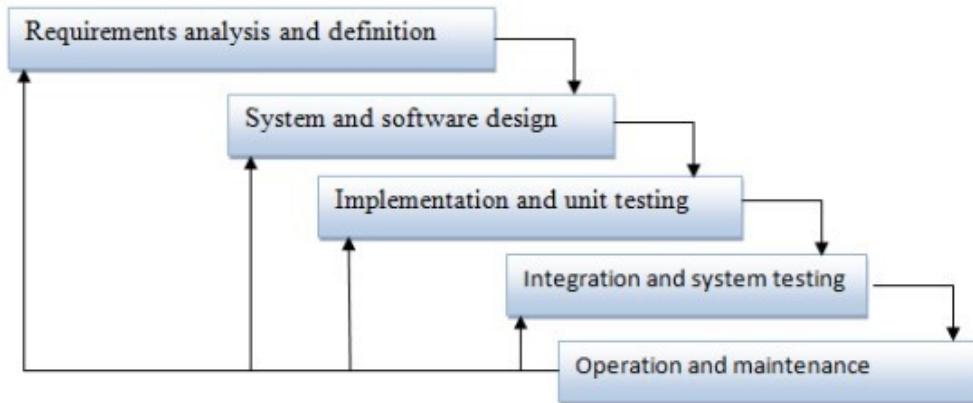 Requirements analysis and definition
System and software design
Implementation and unit testing
Integration and system testing
Operation and maintenance